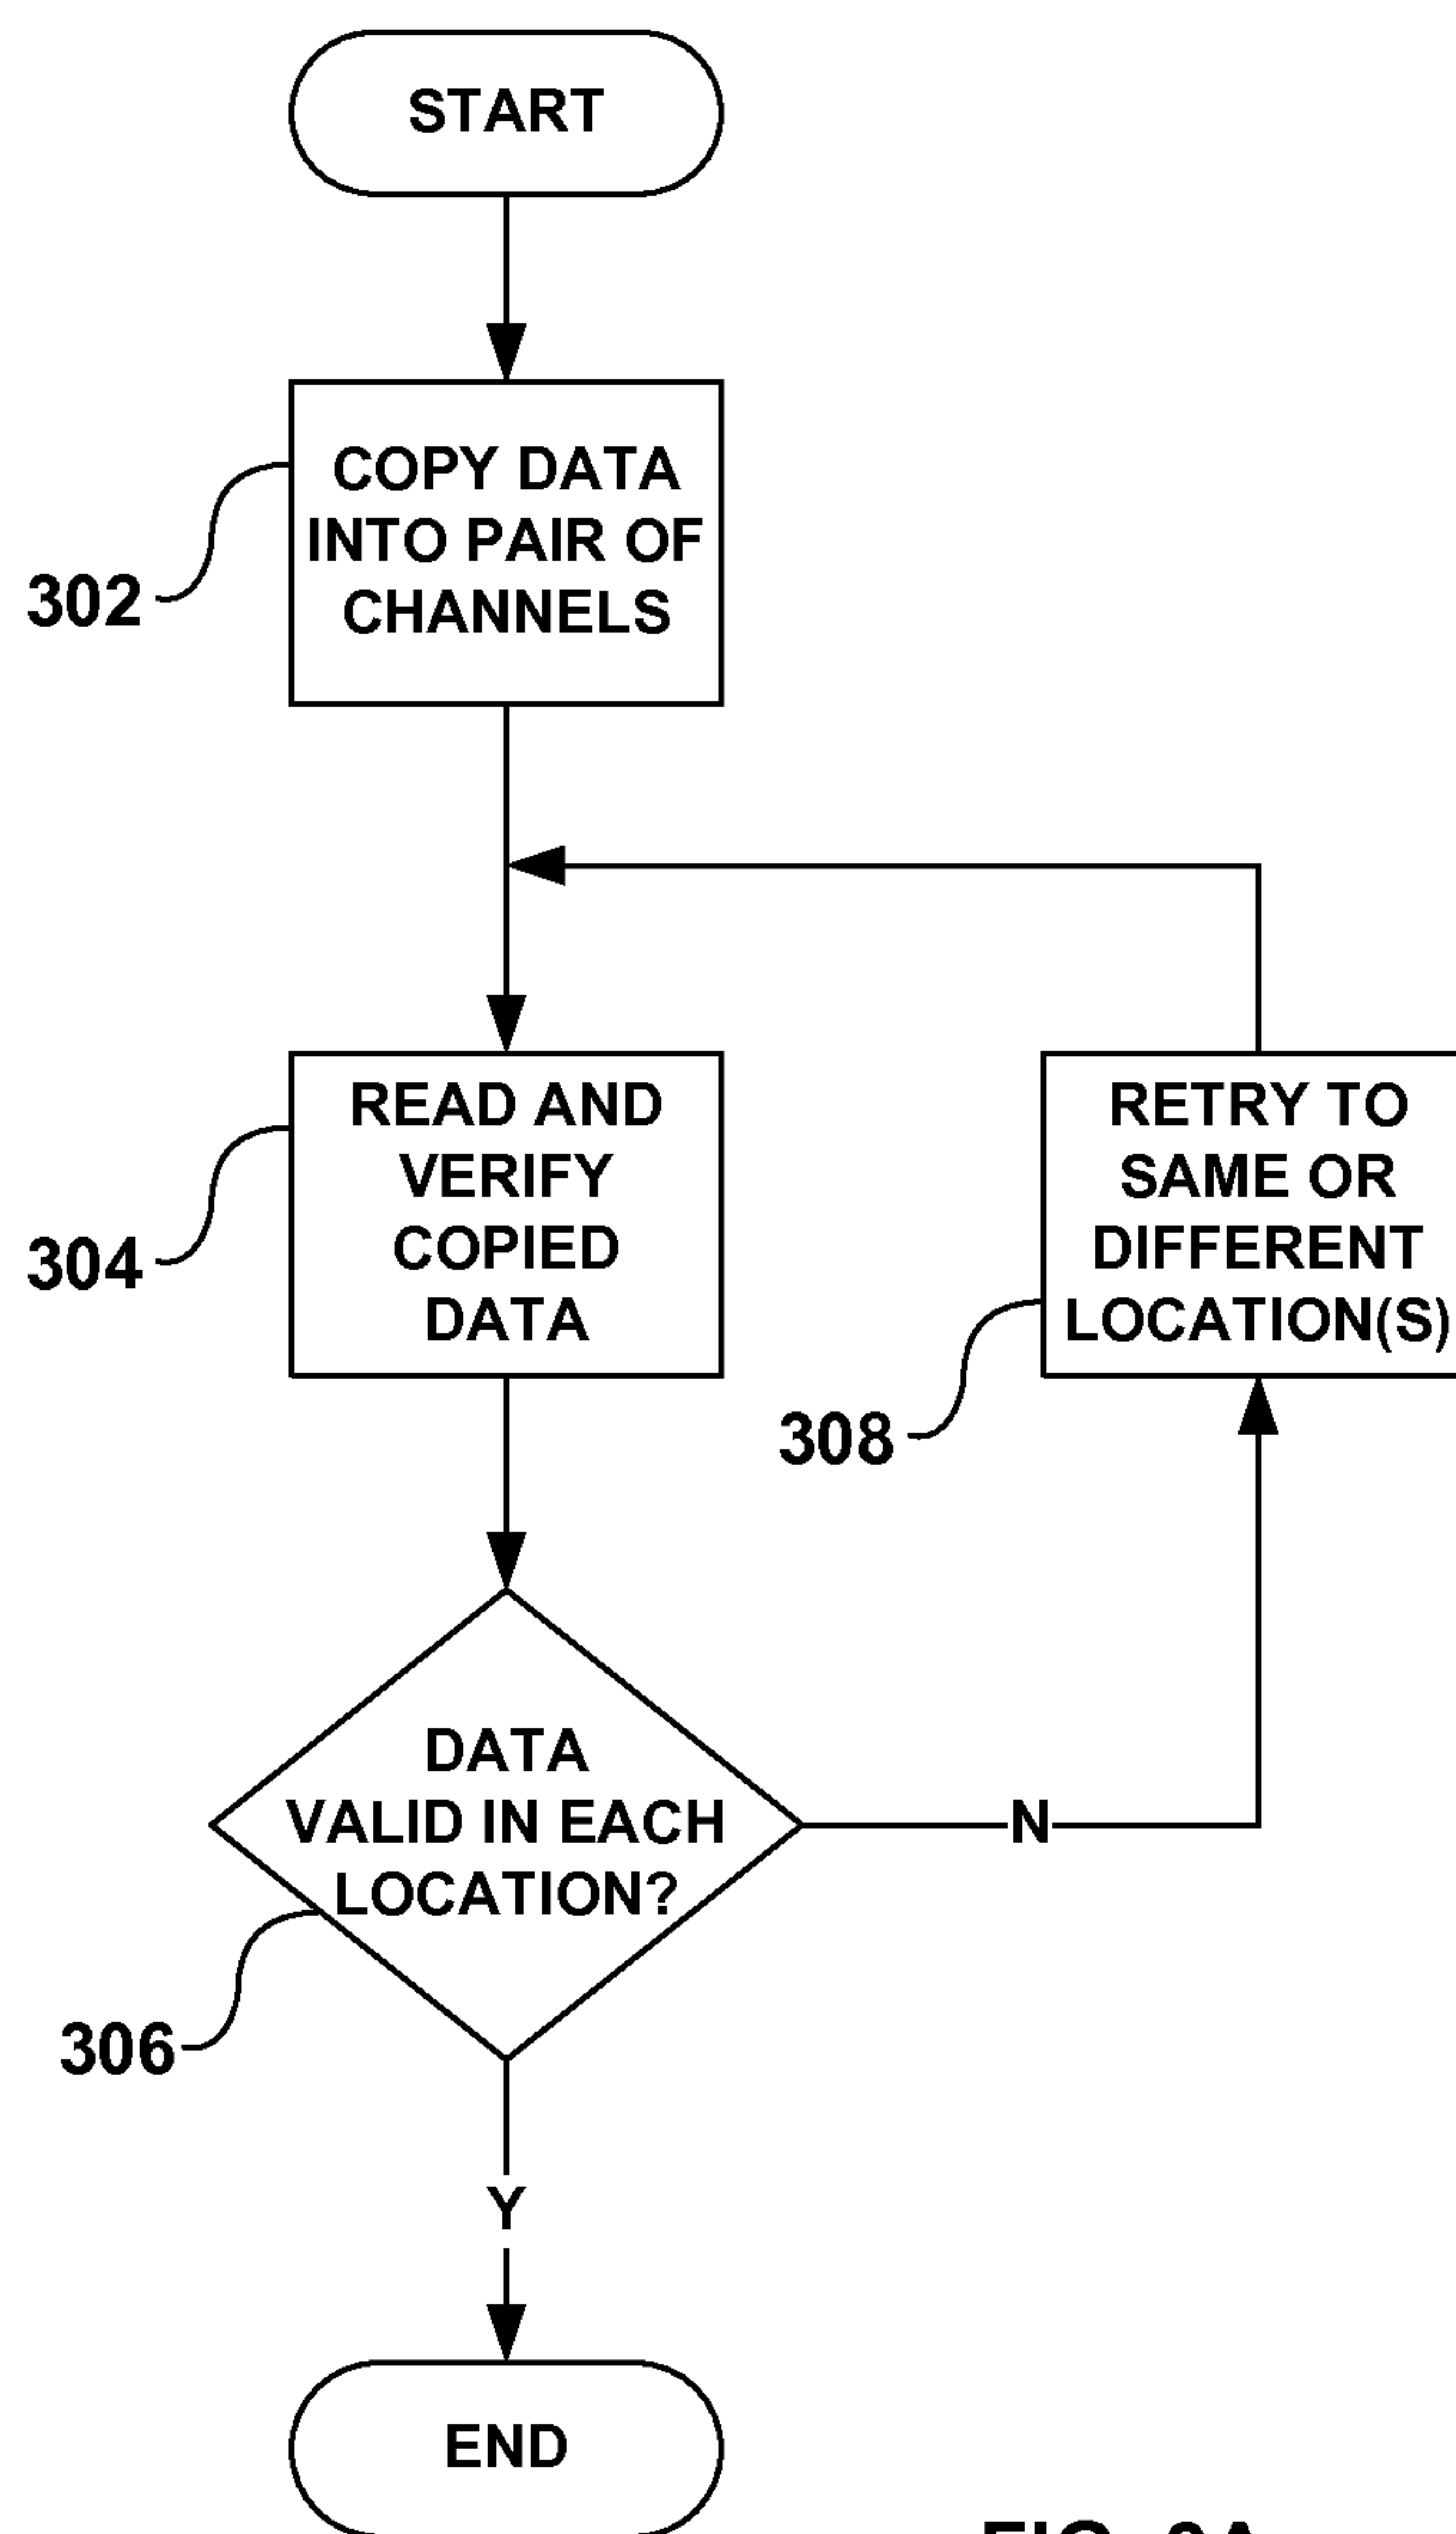 START
COPY DATA
INTO PAIR OF
CHANNELS
302
READ AND
VERIFY
COPIED
DATA
304
RETRY TO
SAME OR
DIFFERENT
LOCATION(S)
308
DATA
VALID IN EACH
LOCATION?
306
N
Y
END